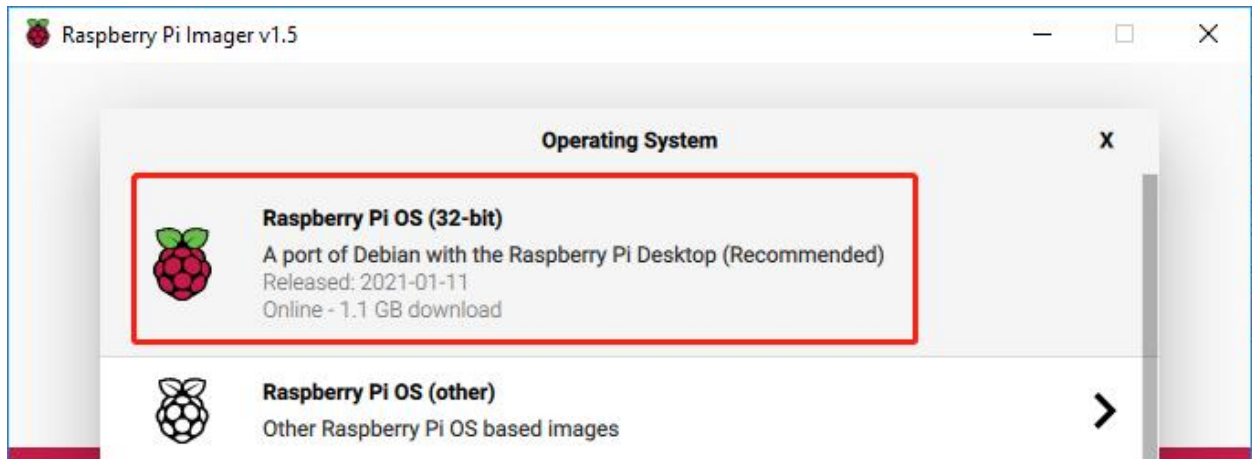 Raspberry Pi Imager v1.5
Operating System
X
Raspberry Pi OS (32-bit)
A port of Debian with the Raspberry Pi Desktop (Recommended)
Released: 2021-01-11
Online - 1.1 GB download
Raspberry Pi OS (other)
Other Raspberry Pi OS based images